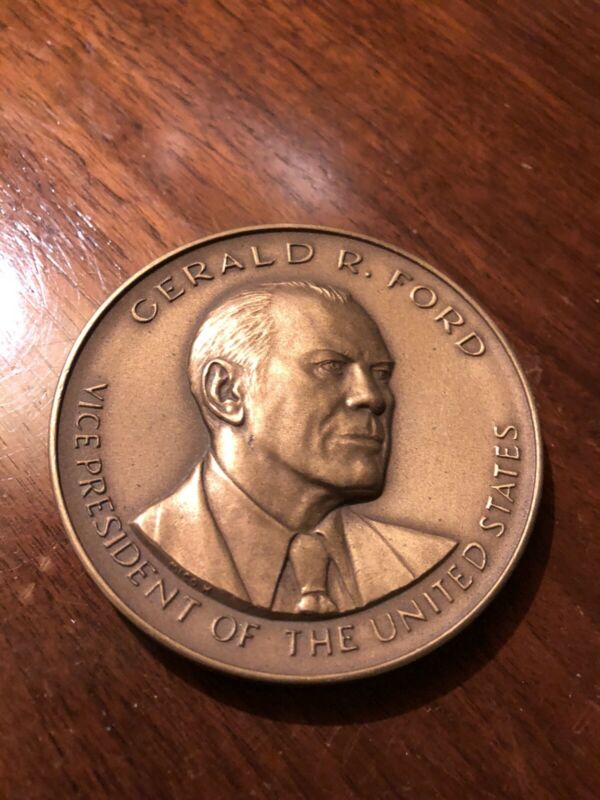 GERALD R. FORD
VICE PRESIDENT OF THE UNITED STATES